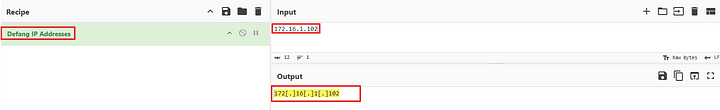 Recipe
Input
Defang IP Addresses
172.16.1.102
12
1
Raw Bytes
LF
Output
172[.]16[.]1[.]102